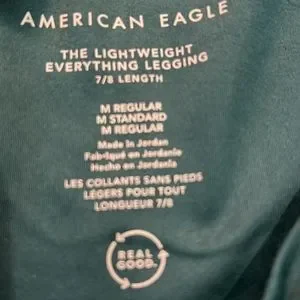 AMERICAN EAGLE
THE LIGHTWEIGHT
EVERYTHING LEGGING
7/8 LENGTH
M REGULAR
M STANDARD
M REGULAR
Made in Jordan
Fabriqué en Jordanie
Hecho en Jordania
LES COLLANTS SANS PIEDS
LÉGERS POUR TOUT
LONGUEUR 7/8
REAL
GOOD.